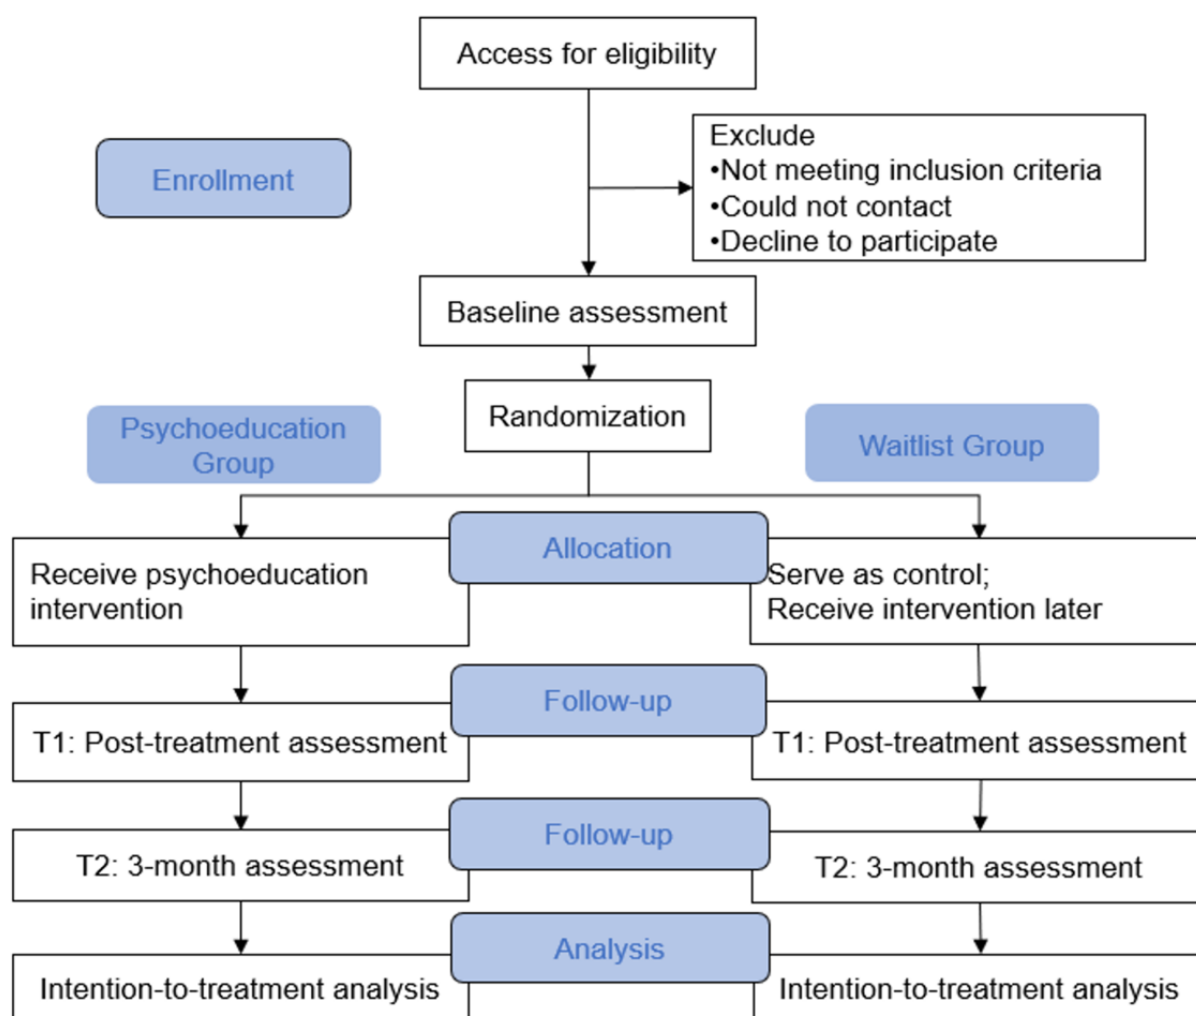 Access for eligibility
Exclude
•Not meeting inclusion criteria
•Could not contact
•Decline to participate
Enrollment
Baseline assessment
Randomization
Psychoeducation
Group
Waitlist Group
Allocation
Receive psychoeducation
intervention
Serve as control;
Receive intervention later
Follow-up
T1: Post-treatment assessment
T1: Post-treatment assessment
Follow-up
T2: 3-month assessment
T2: 3-month assessment
Analysis
Intention-to-treatment analysis
Intention-to-treatment analysis